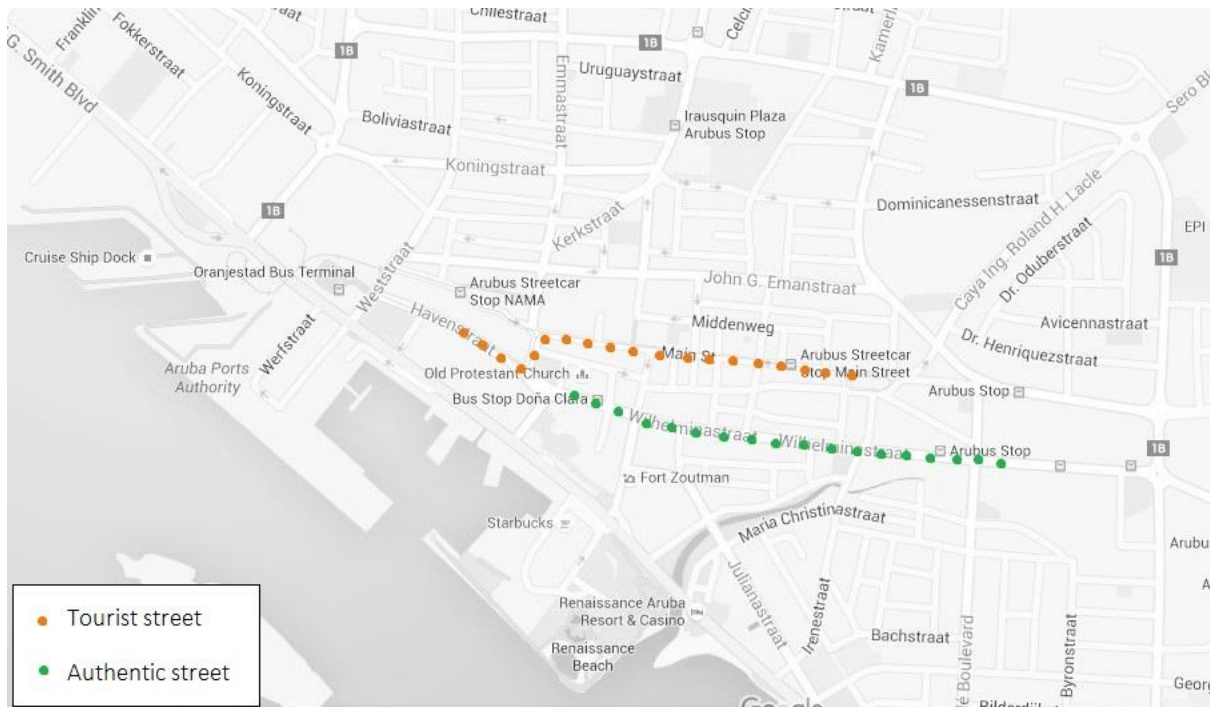 Chilestraat
Celci
straat
Kamerl
Franklin
Fokkerstraat
1B
1B
Uruguaystraat
Emmastraat
G. Smith Blvd
Koningstraat
1B
Sero Bl
Boliviastraat
Irausquin Plaza
Arubus Stop
Koningstraat
Dominicanessenstraat
Caya Ing. Roland H. Lacle
Dr. Oduberstraat
EPI
1B
Kerkstraat
1B
Cruise Ship Dock
Oranjestad Bus Terminal
Weststraat
Arubus Streetcar
Stop NAMA
John G. Emanstraat
Havenstraat
Middenweg
Avicennastraat
Werfstraat
Dr. Henriquezstraat
Main St
Arubus Streetcar
Stop Main Street
Aruba Ports
Authority
Old Protestant Church
Arubus Stop
Bus Stop Doña Clara
Wilhelminastraat
Wilhelminastraat
Arubus Stop
1B
Fort Zoutman
Starbucks
Maria Christinastraat
Arubu
Julianastraat
Irenestraat
Renaissance Aruba
Resort & Casino
Bachstraat
Renaissance
Beach
é Boulevard
Byronstraat
Georg
Google
Bilderdijk
Tourist street
Authentic street